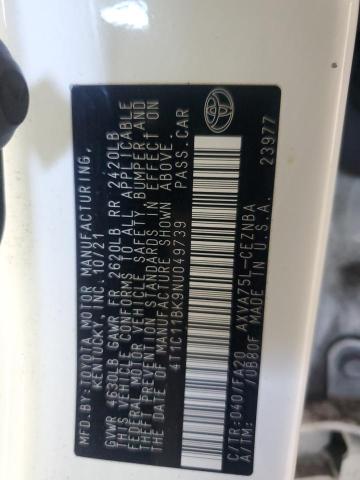 MFD.BY:TOYOTA MOTOR MANUFACTURING,
KENTUCKY, INC. 10/21
GVWR 4630LB GAWR FR 2620LB RR 2420LB
THIS VEHICLE CONFORMS TO ALL APPLICABLE
FEDERAL MOTOR VEHICLE SAFETY, BUMPER, AND
THEFT PREVENTION STANDARDS IN EFFECT ON
THE DATE OF MANUFACTURE SHOWN ABOVE.
4T1C11BK9NU049739 PASS.CAR
C/TR:040/FA20 AXVA75L-CEZNBA
A/TM: /UB80F MADE IN U.S.A. 23977